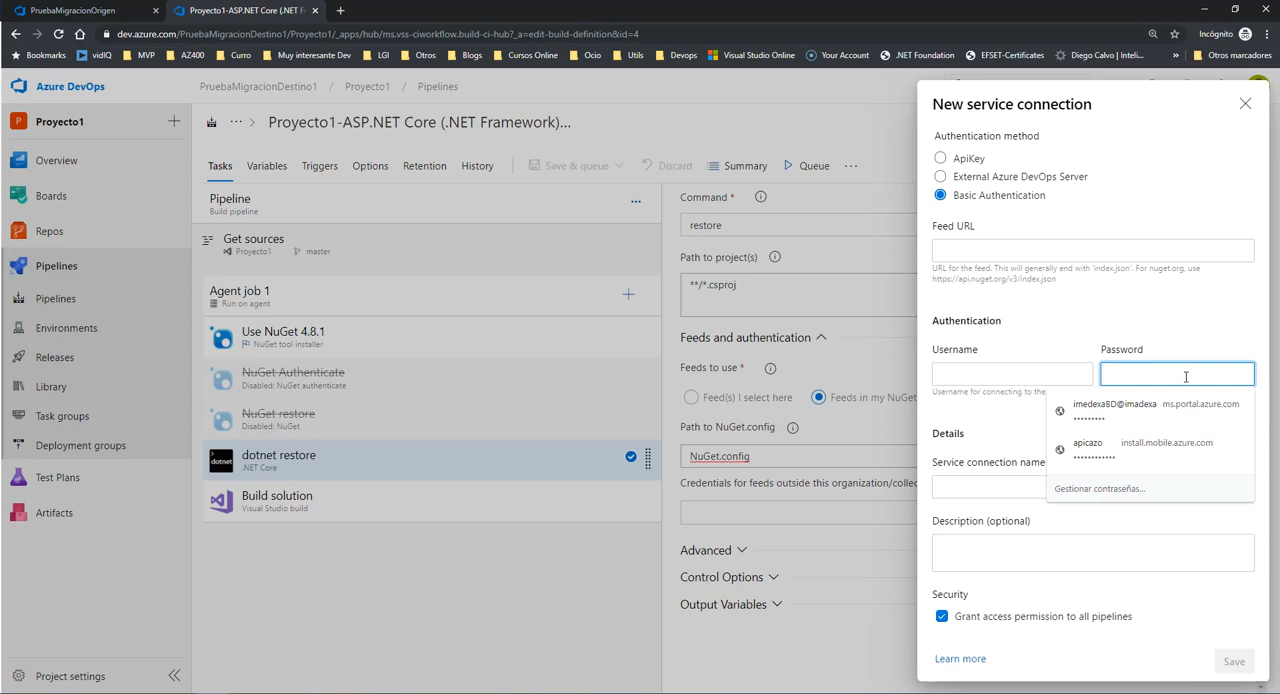 PruebaMigracionOrigen
Proyecto1-ASP.NET Core (.NET F
dev.azure.com/PruebaMigracionDestino1/Proyecto1/_apps/hub/ms.vss-ciworkflow.build-ci-hub?_a=edit-build-definition&id=4
Incógnito
Bookmarks
vidIQ
MVP
AZ400
Curro
Muy interesante Dev
LGI
Otros
Blogs
Cursos Online
Ocio
Utils
Devops
Visual Studio Online
Your Account
.NET Foundation
EFSET-Certificates
Diego Calvo | Inteli...
»
Otros marcadores
Azure DevOps
PruebaMigracionDestino1 / Proyecto1 / Pipelines
P
Proyecto1
Overview
Boards
Repos
Pipelines
Pipelines
Environments
Releases
Library
Task groups
Deployment groups
Test Plans
Artifacts
Project settings
Proyecto1-ASP.NET Core (.NET Framework)...
Tasks
Variables
Triggers
Options
Retention
History
Save & queue
Discard
Summary
Queue
Pipeline
Build pipeline
Get sources
Proyecto1
master
Agent job 1
Run on agent
Use NuGet 4.8.1
NuGet tool installer
NuGet Authenticate
Disabled: NuGet Authenticate
NuGet restore
Disabled: NuGet
dotnet
dotnet restore
.NET Core
Build solution
Visual Studio build
Command *
restore
Path to project(s)
**/*.csproj
Feeds and authentication
Feeds to use *
Feed(s) I select here
Feeds in my NuGet
Path to NuGet.config
NuGet.config
Credentials for feeds outside this organization/collec
Advanced
Control Options
Output Variables
New service connection
Authentication method
ApiKey
External Azure DevOps Server
Basic Authentication
Feed URL
URL for the feed. This will generally end with 'index.json'. For nuget.org, use
https://api.nuget.org/v3/index.json
Authentication
Username
Password
Username for connecting to the
imedexaBD@imadexa
ms.portal.azure.com
•••••••••
apicazo
install.mobile.azure.com
••••••••••••
Gestionar contraseñas...
Details
Service connection name
Description (optional)
Security
Grant access permission to all pipelines
Learn more
Save